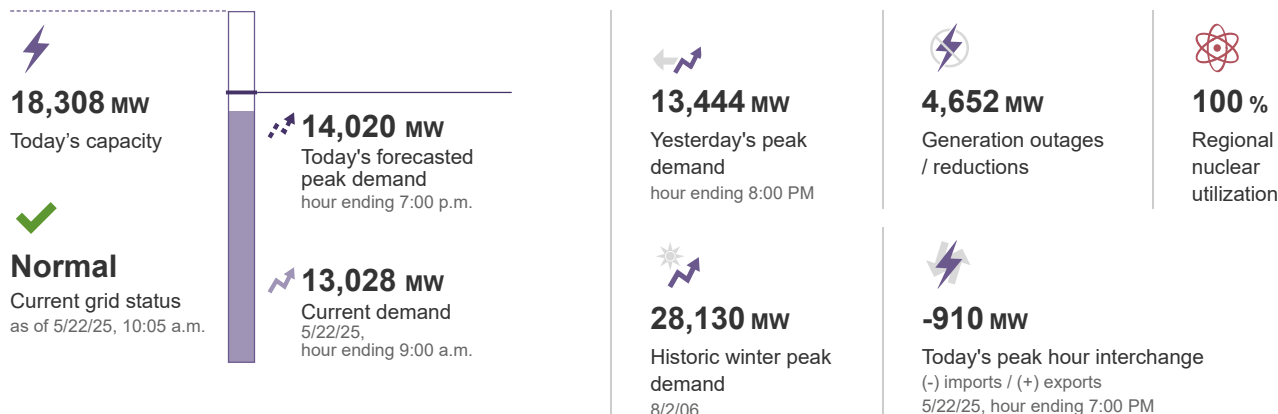 18,308 MW
Today’s capacity
Normal
Current grid status
as of 5/22/25, 10:05 a.m.
14,020 MW
Today's forecasted
peak demand
hour ending 7:00 p.m.
13,028 MW
Current demand
5/22/25,
hour ending 9:00 a.m.
13,444 MW
Yesterday's peak
demand
hour ending 8:00 PM
4,652 MW
Generation outages
/ reductions
100 %
Regional
nuclear
utilization
28,130 MW
Historic winter peak
demand
8/2/06
-910 MW
Today's peak hour interchange
(-) imports / (+) exports
5/22/25, hour ending 7:00 PM